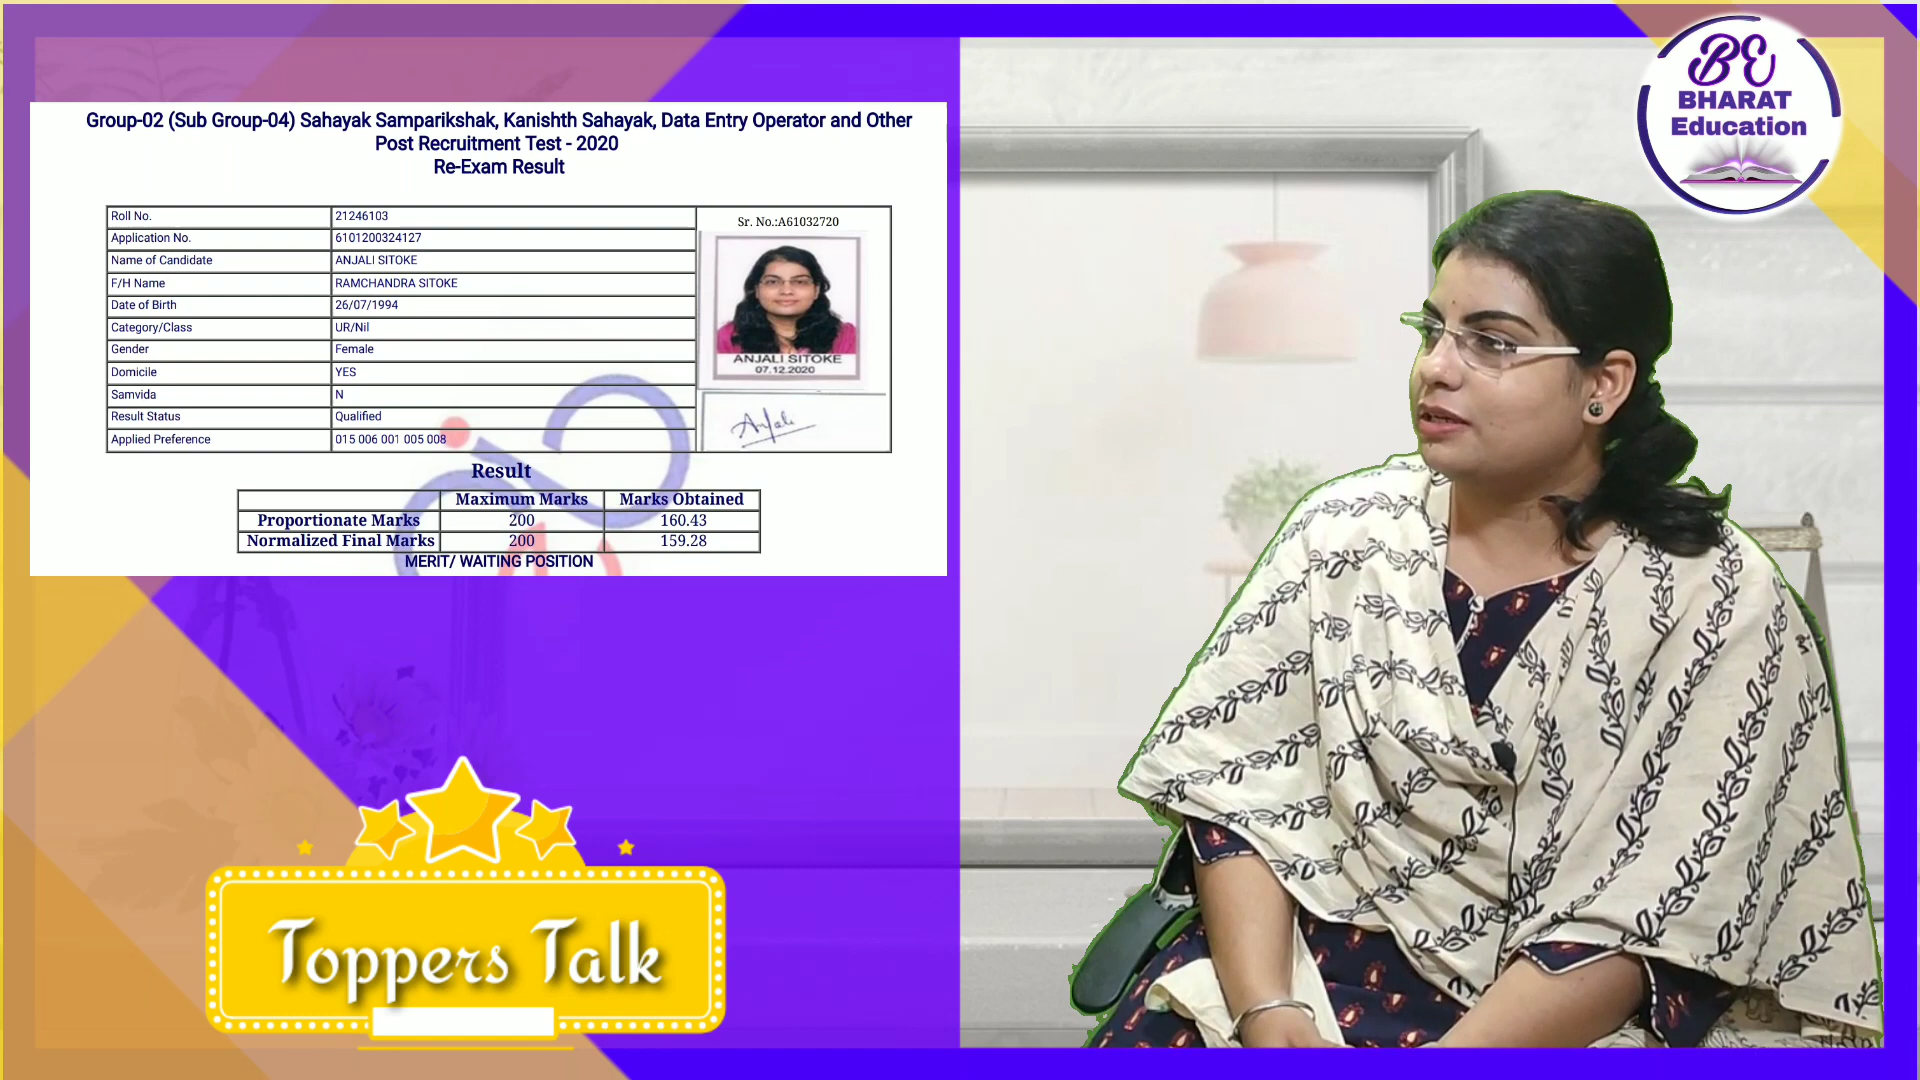 Group-02 (Sub Group-04) Sahayak Samparikshak, Kanishth Sahayak, Data Entry Operator and Other
Post Recruitment Test - 2020
Re-Exam Result
Roll No. 21246103
Application No. 6101200324127
Name of Candidate ANJALI SITOKE
F/H Name RAMCHANDRA SITOKE
Date of Birth 26/07/1994
Category/Class UR/Nil
Gender Female
Domicile YES
Samvida N
Result Status Qualified
Applied Preference 015 006 001 005 008
Sr. No.:A61032720
ANJALI SITOKE
07.12.2020
Anjali
Result
Maximum Marks Marks Obtained
Proportionate Marks 200 160.43
Normalized Final Marks 200 159.28
MERIT/ WAITING POSITION
Toppers Talk
BE
BHARAT
Education